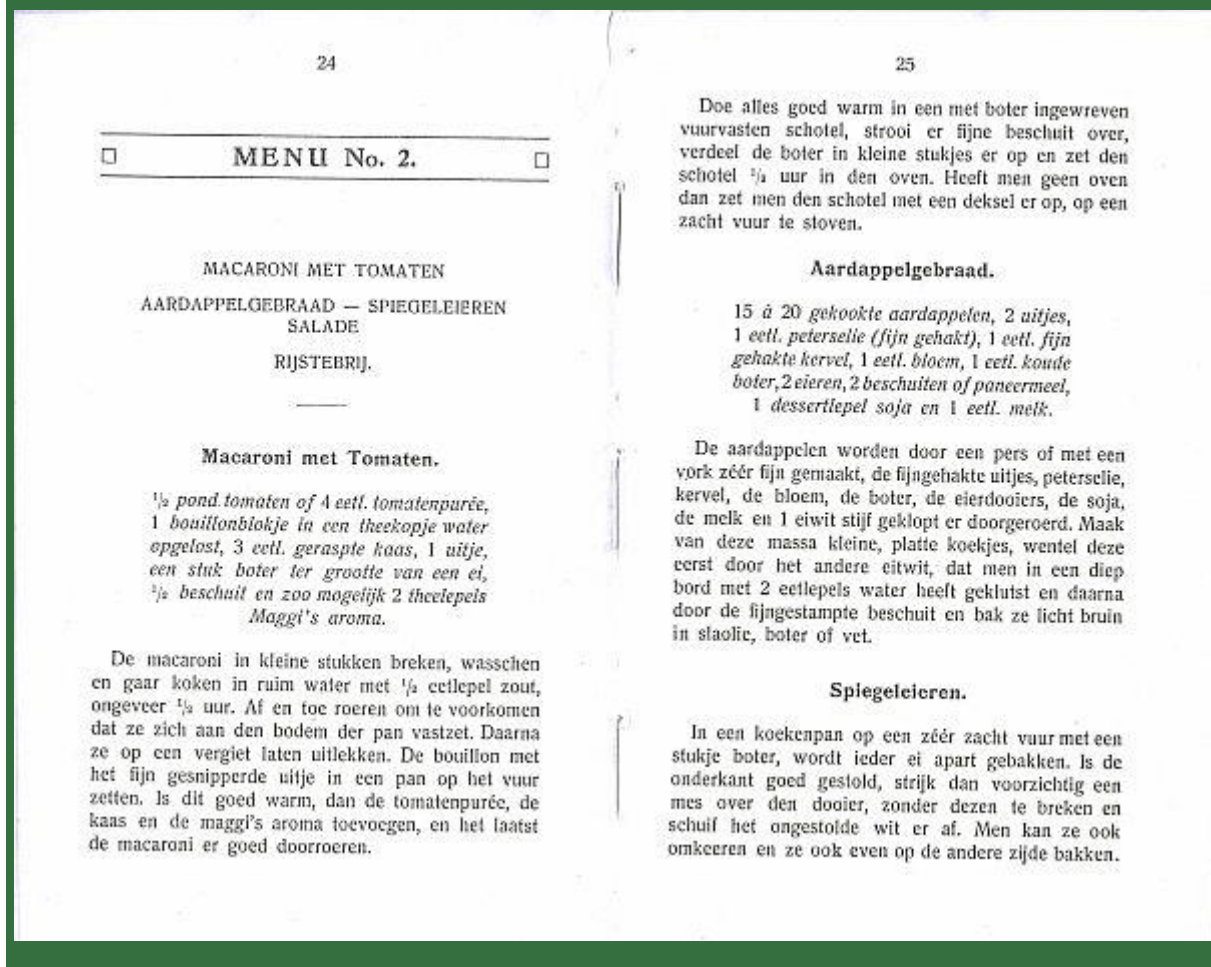 24
MENU No. 2.
MACARONI MET TOMATEN
AARDAPPELGEBRAAD — SPIEGELEIEREN
SALADE
RIJSTEBRIJ.
Macaroni met Tomaten.
½ pond tomaten of 4 eetl. tomatenpurée,
1 bouillonblokje in een theekopje water
opgelost, 3 eetl. geraspte kaas, 1 uitje,
een stuk boter ter grootte van een ei,
½ beschuit en zoo mogelijk 2 theelepels
Maggi's aroma.
De macaroni in kleine stukken breken, wasschen
en gaar koken in ruim water met ½ eetlepel zout,
ongeveer ½ uur. Af en toe roeren om te voorkomen
dat ze zich aan den bodem der pan vastzet. Daarna
ze op een vergiet laten uitlekken. De bouillon met
het fijn gesnipperde uitje in een pan op het vuur
zetten. Is dit goed warm, dan de tomatenpurée, de
kaas en de maggi's aroma toevoegen, en het laatst
de macaroni er goed doorroeren.
25
Doe alles goed warm in een met boter ingewreven
vuurvasten schotel, strooi er fijne beschuit over,
verdeel de boter in kleine stukjes er op en zet den
schotel ½ uur in den oven. Heeft men geen oven
dan zet men den schotel met een deksel er op, op een
zacht vuur te stoven.
Aardappelgebraad.
15 à 20 gekookte aardappelen, 2 uitjes,
1 eetl. peterselie (fijn gehakt), 1 eetl. fijn
gehakte kervel, 1 eetl. bloem, 1 eetl. koude
boter, 2 eieren, 2 beschuiten of paneermeel,
1 dessertlepel soja en 1 eetl. melk.
De aardappelen worden door een pers of met een
vork zéér fijn gemaakt, de fijngehakte uitjes, peterselie,
kervel, de bloem, de boter, de eierdooiers, de soja,
de melk en 1 eiwit stijf geklopt er doorgeroerd. Maak
van deze massa kleine, platte koekjes, wentel deze
eerst door het andere eitwit, dat men in een diep
bord met 2 eetlepels water heeft geklutst en daarna
door de fijngestampte beschuit en bak ze licht bruin
in slaolie, boter of vet.
Spiegeleieren.
In een koekenpan op een zéér zacht vuur met een
stukje boter, wordt ieder ei apart gebakken. Is de
onderkant goed gestold, strijk dan voorzichtig een
mes over den dooier, zonder dezen te breken en
schuif het ongestolde wit er af. Men kan ze ook
omkeeren en ze ook even op de andere zijde bakken.